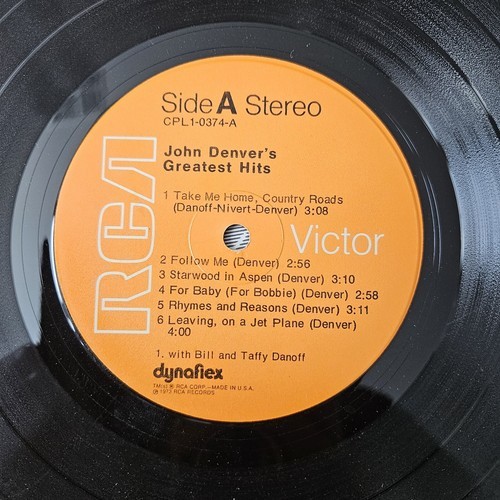 Side A Stereo
CPL1-0374-A
John Denver's
Greatest Hits
1 Take Me Home, Country Roads
(Danoff-Nivert-Denver) 3:08
RCA Victor
2 Follow Me (Denver) 2:56
3 Starwood in Aspen (Denver) 3:10
4 For Baby (For Bobbie) (Denver) 2:58
5 Rhymes and Reasons (Denver) 3:11
6 Leaving, on a Jet Plane (Denver)
4:00
1. with Bill and Taffy Danoff
dynaflex
TM(s) ® RCA CORP.—MADE IN U.S.A.
℗ 1973 RCA RECORDS